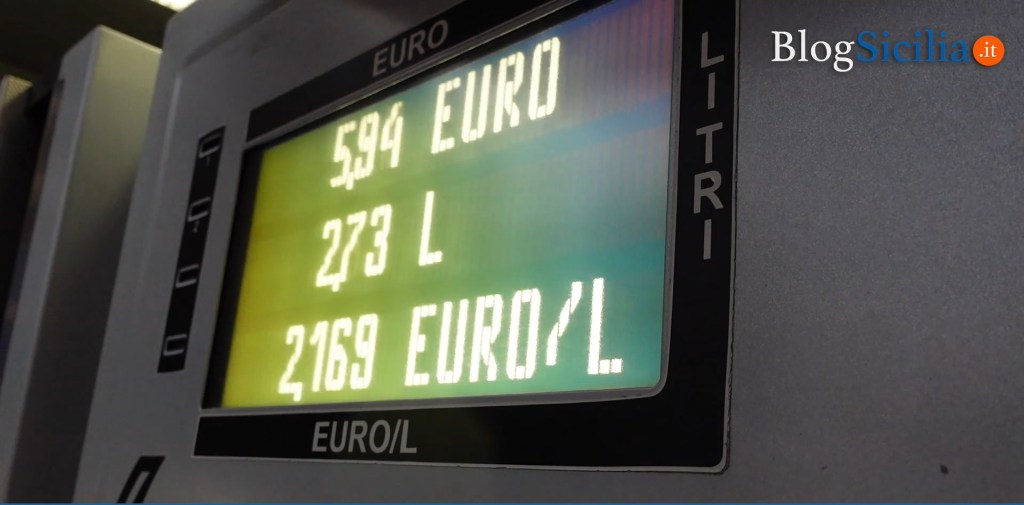 BlogSicilia.it
EURO
5,94 EURO
2,73 L
2,169 EURO/L
LITRI
EURO/L